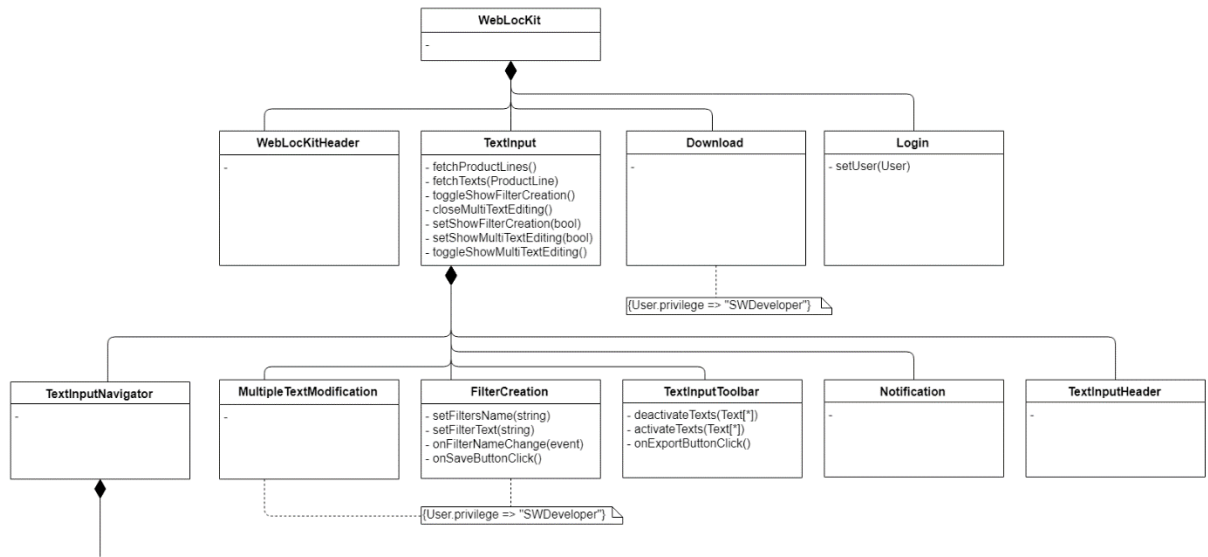 WebLocKit
-
WebLocKitHeader
-
TextInput
- fetchProductLines()
- fetchTexts(ProductLine)
- toggleShowFilterCreation()
- closeMultiTextEditing()
- setShowFilterCreation(bool)
- setShowMultiTextEditing(bool)
- toggleShowMultiTextEditing()
Download
-
Login
- setUser(User)
{User.privilege => "SWDeveloper"}
TextInputNavigator
-
MultipleTextModification
-
FilterCreation
- setFiltersName(string)
- setFilterText(string)
- onFilterNameChange(event)
- onSaveButtonClick()
TextInputToolbar
- deactivateTexts(Text[*])
- activateTexts(Text[*])
- onExportButtonClick()
Notification
-
TextInputHeader
-
{User.privilege => "SWDeveloper"}